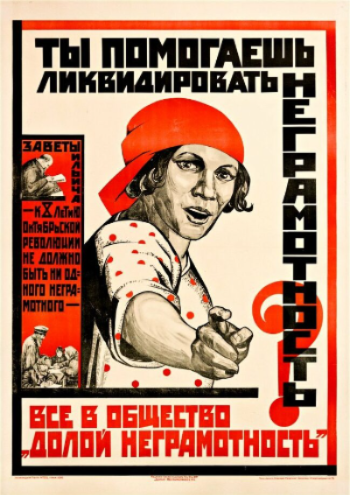 ТЫ ПОМОГАЕШЬ
ЛИКВИДИРОВАТЬ
НЕГРАМОТНОСТЬ
?
ЗАВЕТЫ
ИЛЬИЧА
— К X ЛЕТИЮ
ОКТЯБРЬСКОЙ
РЕВОЛЮЦИИ
НЕ ДОЛЖНО
БЫТЬ НИ ОД-
НОГО НЕГРА-
МОТНОГО —
ВСЕ В ОБЩЕСТВО
„ДОЛОЙ НЕГРАМОТНОСТЬ"